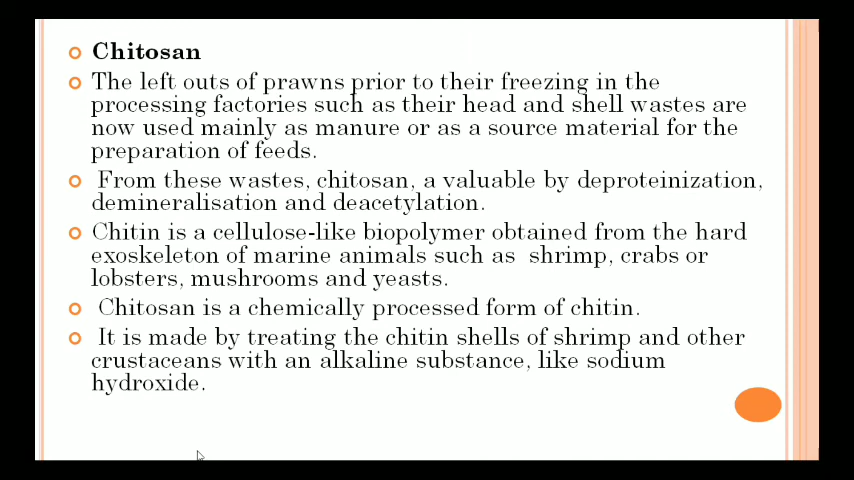 Chitosan
The left outs of prawns prior to their freezing in the
processing factories such as their head and shell wastes are
now used mainly as manure or as a source material for the
preparation of feeds.
From these wastes, chitosan, a valuable by deproteinization,
demineralisation and deacetylation.
Chitin is a cellulose-like biopolymer obtained from the hard
exoskeleton of marine animals such as shrimp, crabs or
lobsters, mushrooms and yeasts.
Chitosan is a chemically processed form of chitin.
It is made by treating the chitin shells of shrimp and other
crustaceans with an alkaline substance, like sodium
hydroxide.